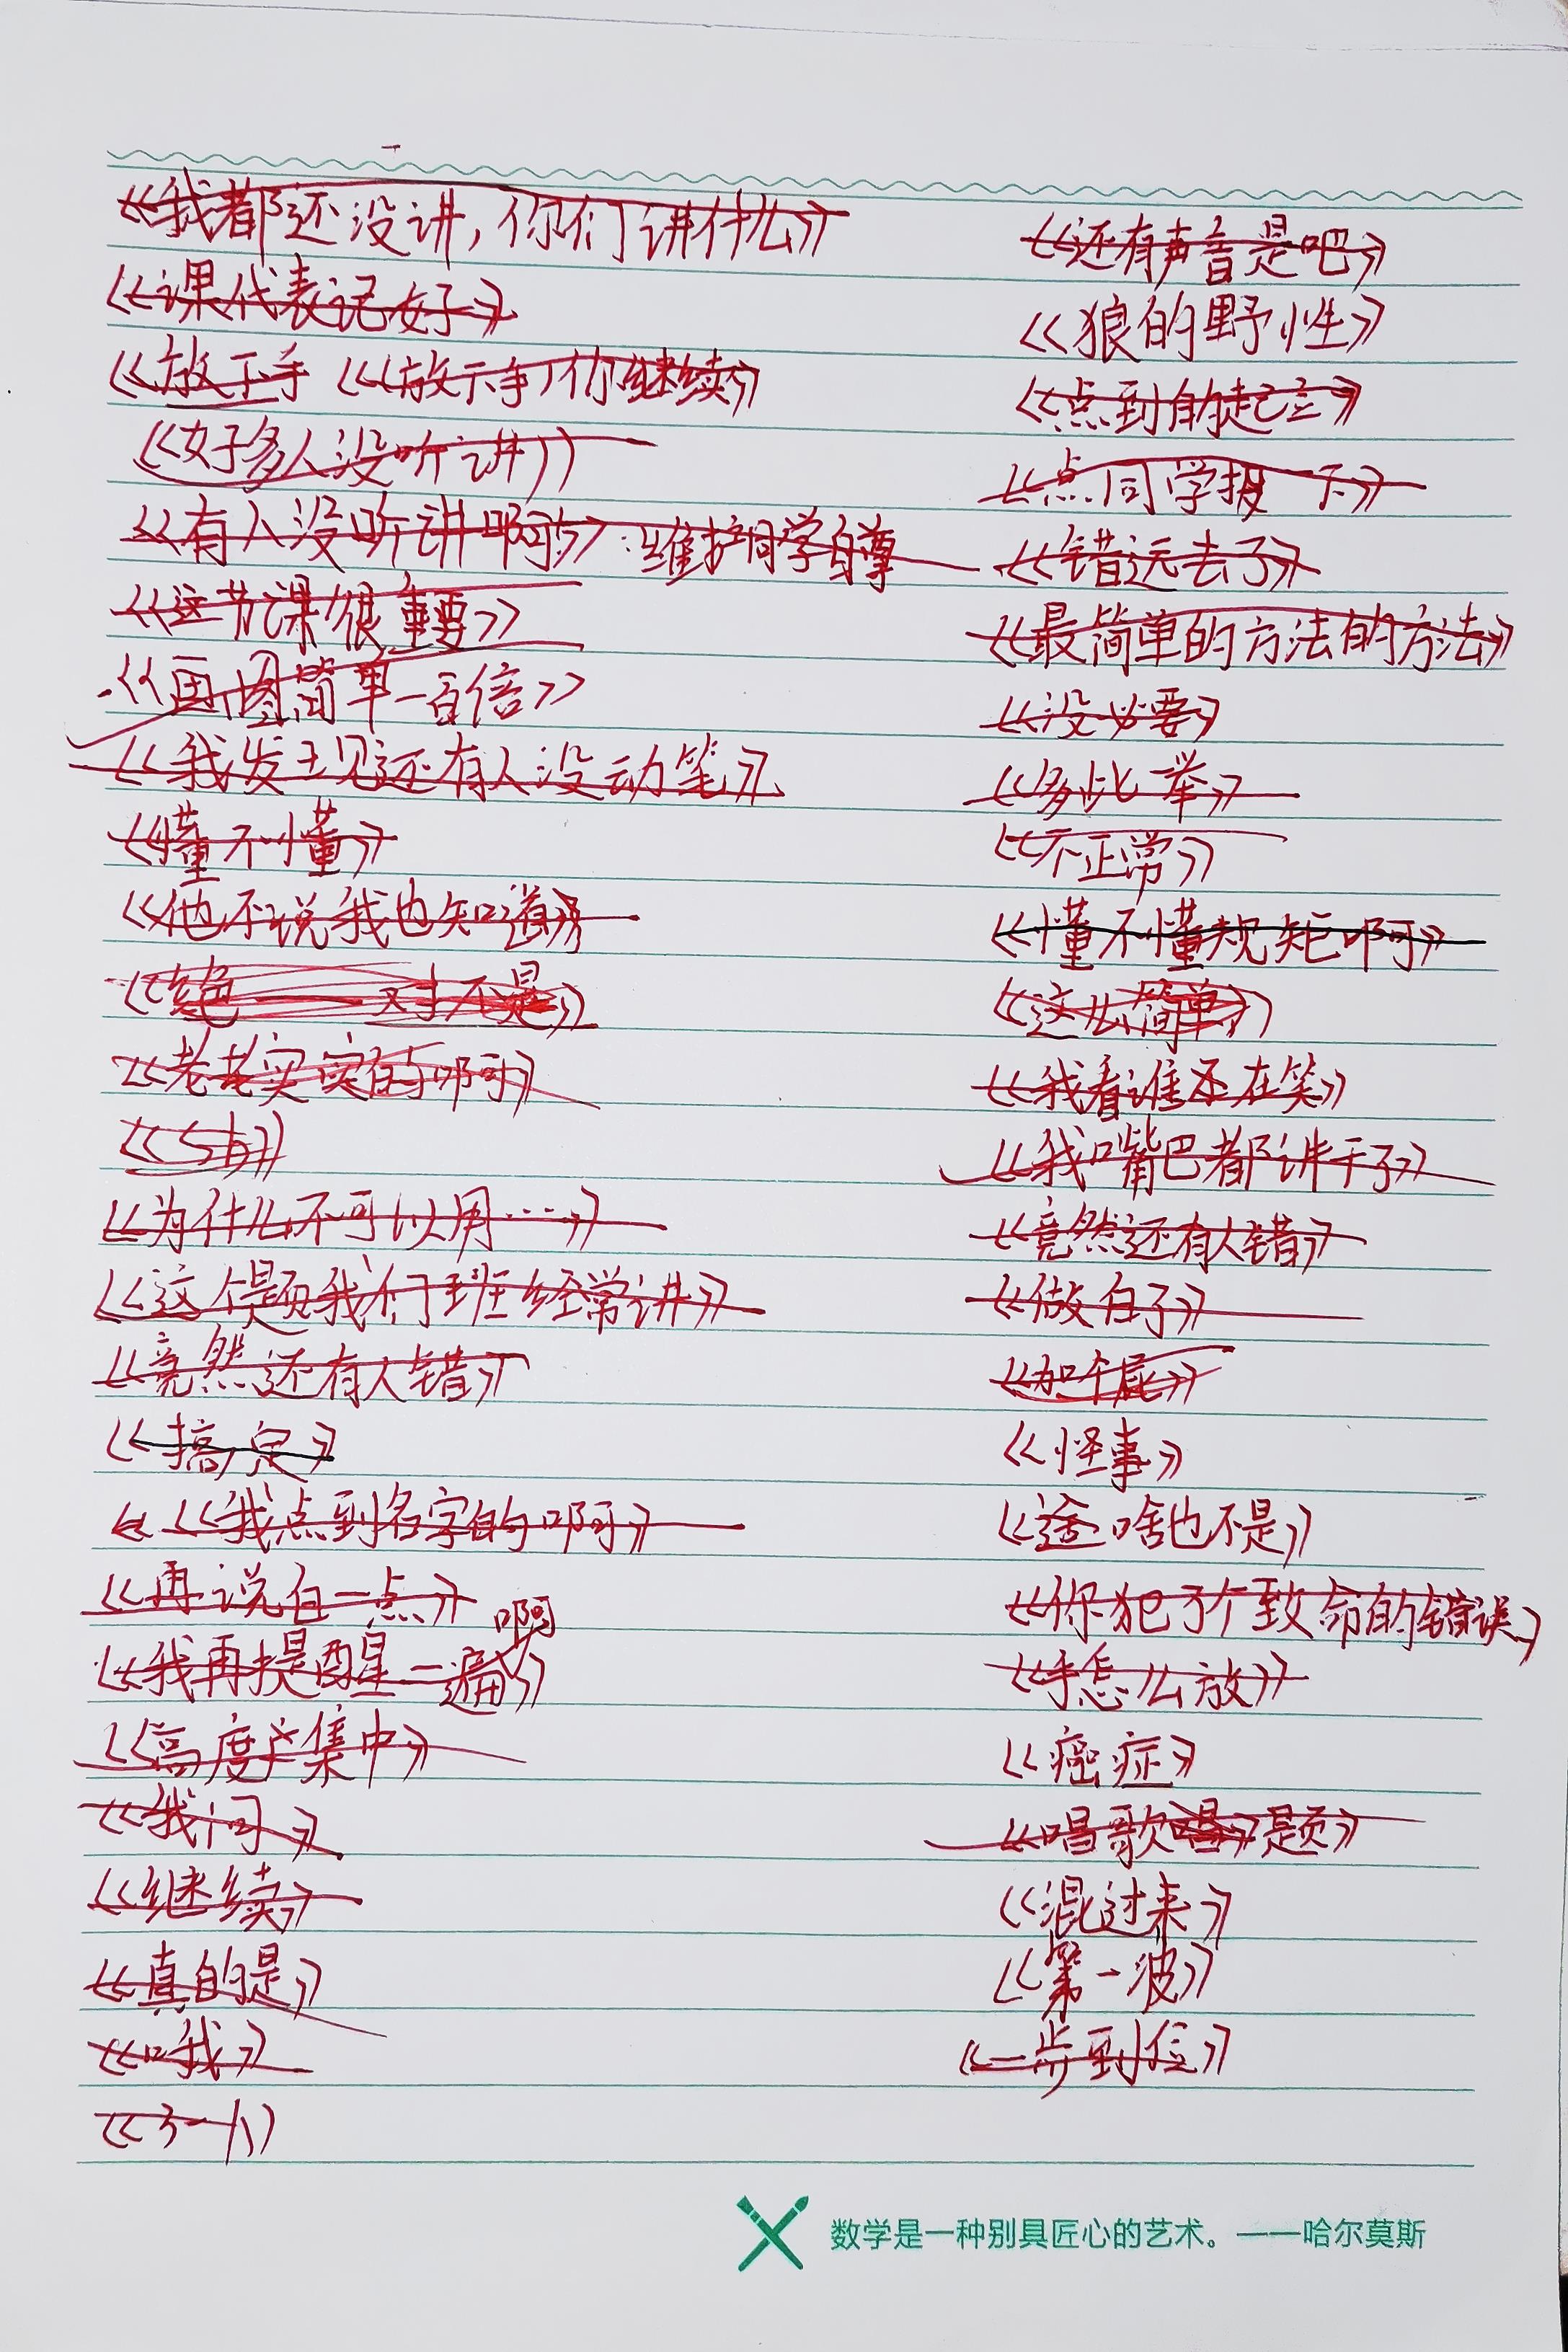 《我都还没讲，你们讲什么》
《课代表记好》
《放下手 《《放下手，你继续》
《好多人没听讲》
《有人没听讲啊》：维护同学自尊
《这节课很重要》
《画图简单一百倍》
《我发现还有人没动笔》
《懂不懂》
《他不说我也知道》
《绝——对不是》
《老老实实的啊》
《sb》
《为什么不可以用……》
《这个题我们班经常讲》
《竟然还有人错》
《搞定》
《我点到名字的啊》
《再说白一点》
《我再提醒一遍啊》
《高度集中》
《我问》
《继续》
《真的是》
《哦》
《还有声音是吧》
《狼的野性》
《点到的起立》
《点同学报一下》
《错远去了》
《最简单的方法的方法》
《没必要》
《多此一举》
《不正常》
《懂不懂规矩啊》
《这么简单》
《我看谁还在笑》
《我嘴巴都讲干了》
《竟然还有人错》
《做白了》
《加个屁》
《怪事》
《这啥也不是》
《你犯了个致命的错误》
《手怎么放》
《癌症》
《唱歌题》
《混过来》
《第一波》
《一步到位》
数学是一种别具匠心的艺术。——哈尔莫斯